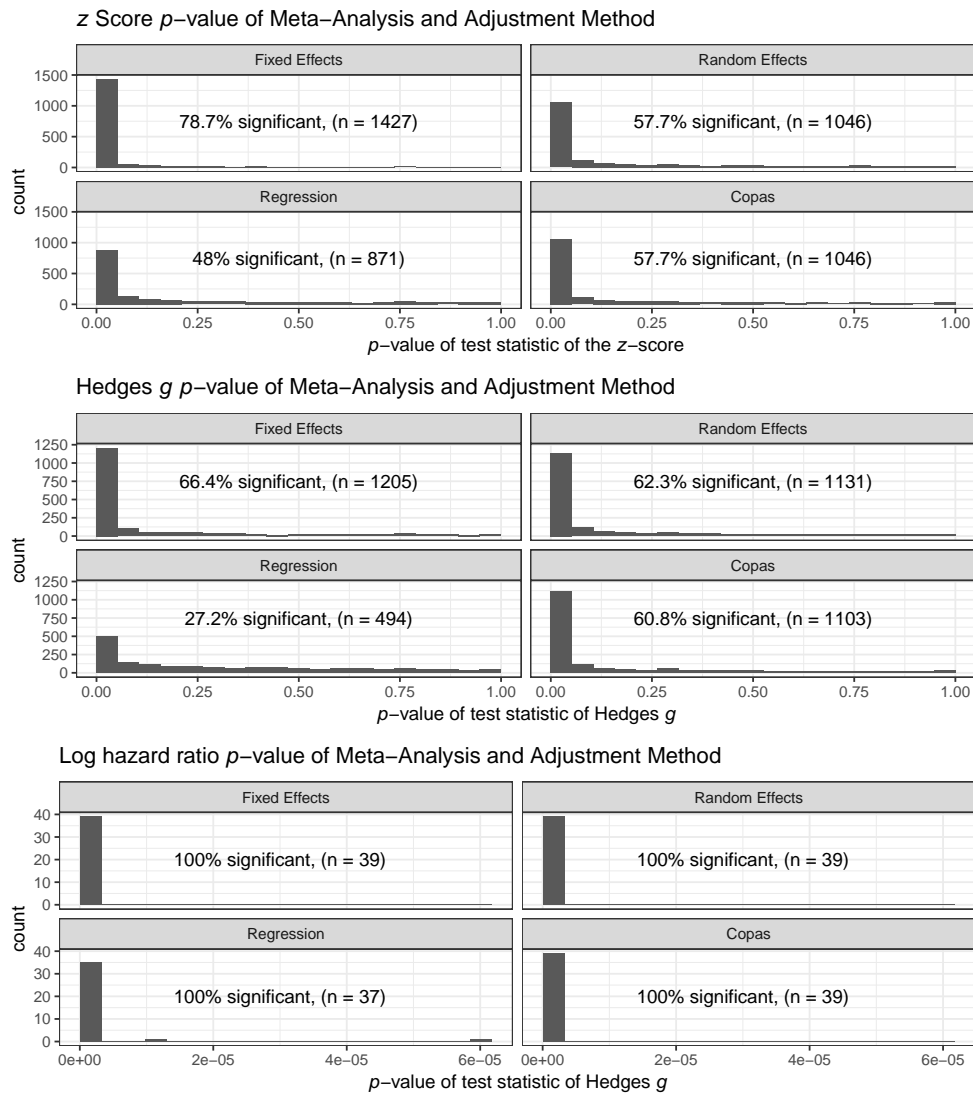 z Score p−value of Meta−Analysis and Adjustment Method
Fixed Effects
Random Effects
1500
1000
500
0
78.7% significant, (n = 1427)
57.7% significant, (n = 1046)
Regression
Copas
1500
1000
500
0
48% significant, (n = 871)
57.7% significant, (n = 1046)
count
0.00 0.25 0.50 0.75 1.00 0.00 0.25 0.50 0.75 1.00
p−value of test statistic of the z−score
Hedges g p−value of Meta−Analysis and Adjustment Method
Fixed Effects
Random Effects
1250
1000
750
500
250
0
66.4% significant, (n = 1205)
62.3% significant, (n = 1131)
Regression
Copas
1250
1000
750
500
250
0
27.2% significant, (n = 494)
60.8% significant, (n = 1103)
count
0.00 0.25 0.50 0.75 1.00 0.00 0.25 0.50 0.75 1.00
p−value of test statistic of Hedges g
Log hazard ratio p−value of Meta−Analysis and Adjustment Method
Fixed Effects
Random Effects
40
30
20
10
0
100% significant, (n = 39)
100% significant, (n = 39)
Regression
Copas
40
30
20
10
0
100% significant, (n = 37)
100% significant, (n = 39)
count
0e+00 2e−05 4e−05 6e−05 0e+00 2e−05 4e−05 6e−05
p−value of test statistic of Hedges g